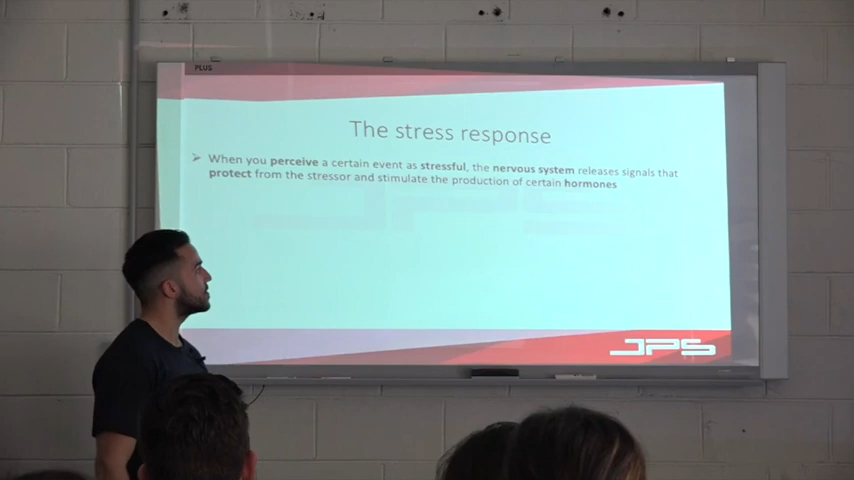 PLUS
The stress response
➤ When you perceive a certain event as stressful, the nervous system releases signals that
protect from the stressor and stimulate the production of certain hormones
JPS